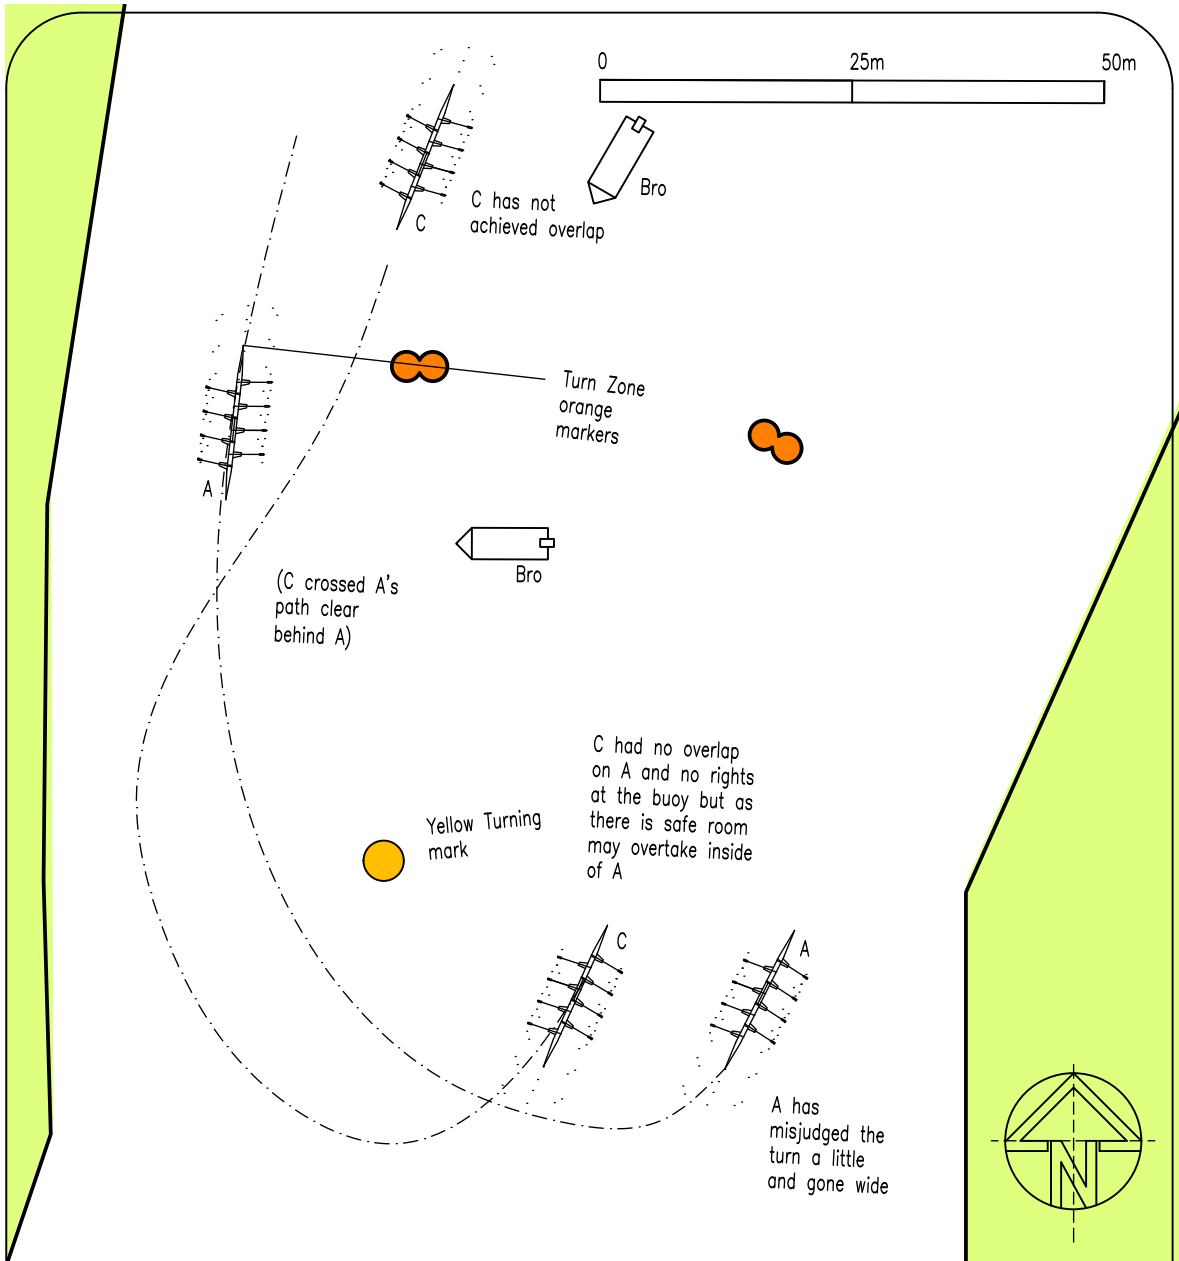 0
25m
50m
Bro
C
C has not
achieved overlap
Turn Zone
orange
markers
A
Bro
(C crossed A's
path clear
behind A)
C had no overlap
on A and no rights
at the buoy but as
there is safe room
may overtake inside
of A
Yellow Turning
mark
C
A
A has
misjudged the
turn a little
and gone wide
N